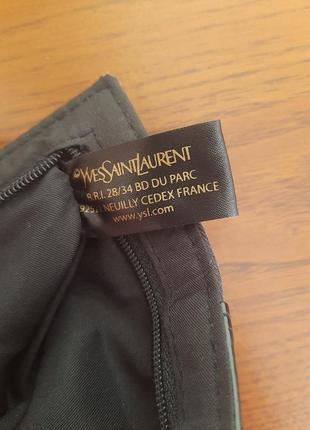 YVESSAINTLAURENT
B.R.I. 28/34 BD DU PARC
NEUILLY CEDEX FRANCE
www.ysl.com